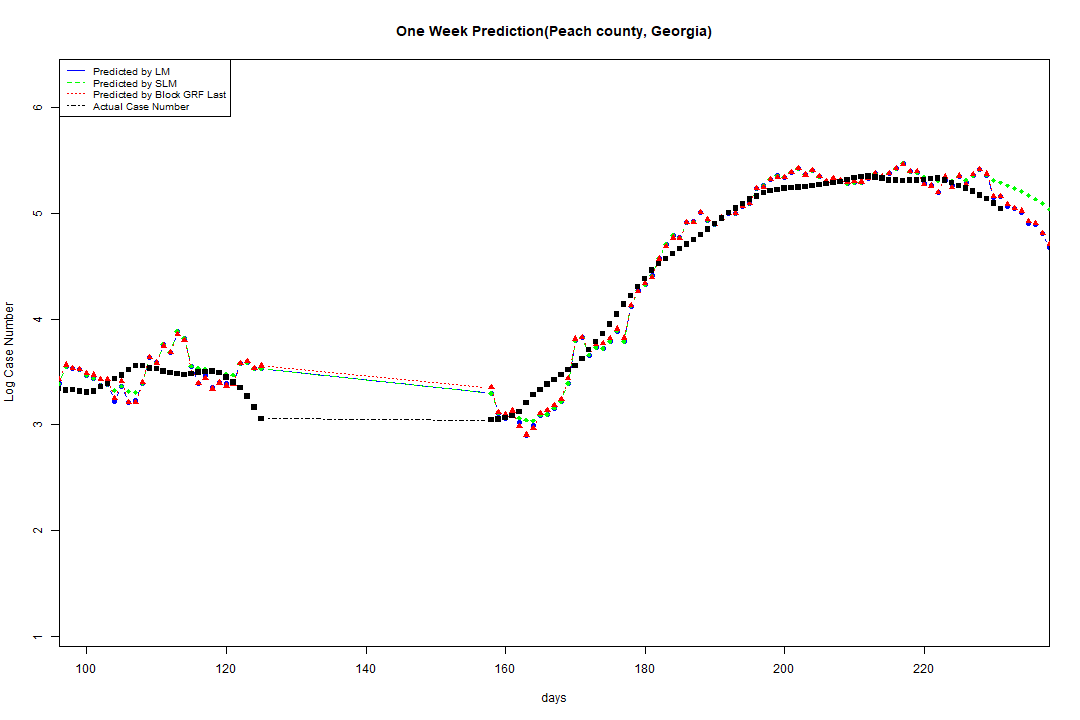 One Week Prediction(Peach county, Georgia)
Predicted by LM
Predicted by SLM
Predicted by Block GRF Last
Actual Case Number
6
5
4
3
2
1
Log Case Number
100 120 140 160 180 200 220
days